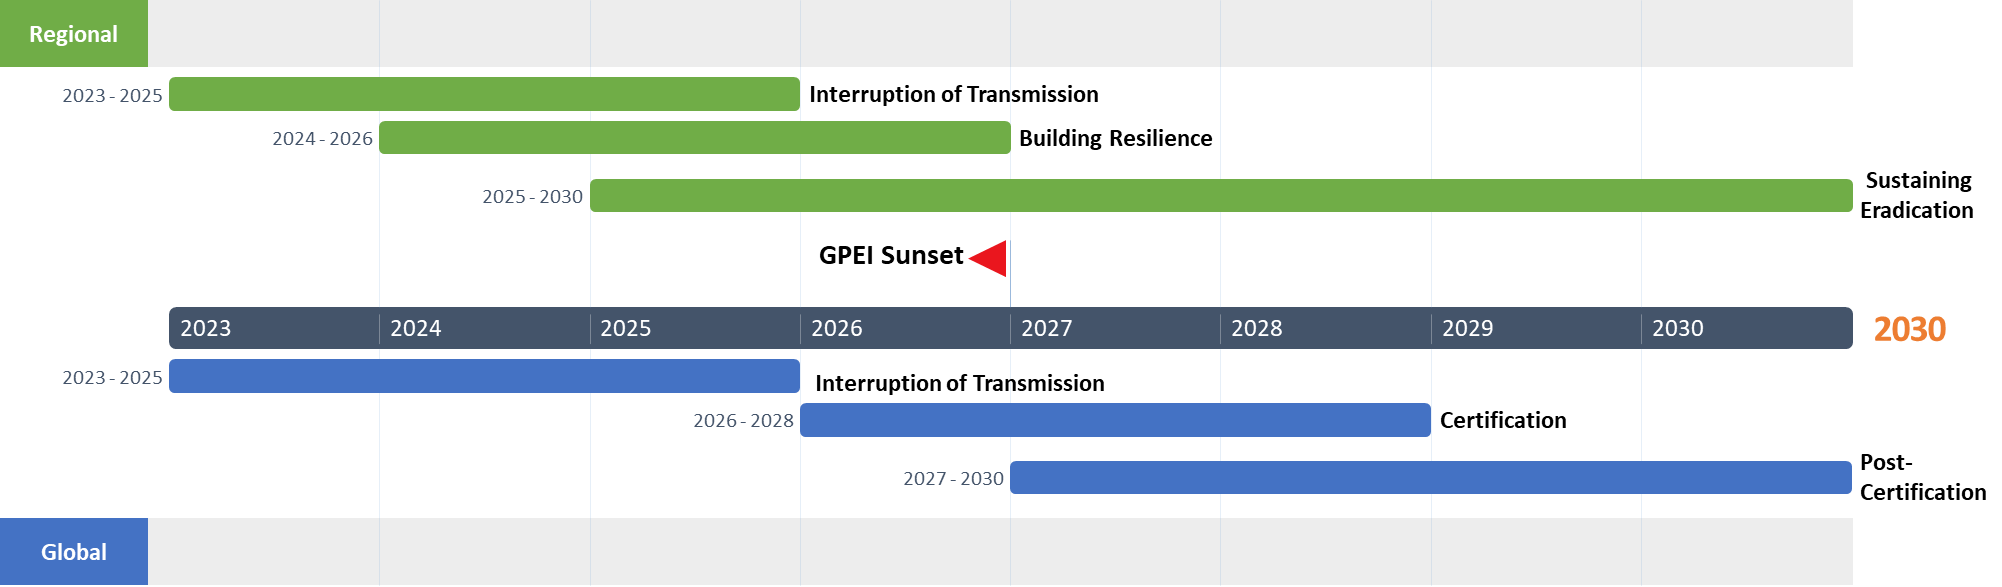 Regional
2023 - 2025 Interruption of Transmission
2024 - 2026 Building Resilience
2025 - 2030 Sustaining
Eradication
GPEI Sunset
2023 2024 2025 2026 2027 2028 2029 2030 2030
2023 - 2025 Interruption of Transmission
2026 - 2028 Certification
2027 - 2030 Post-
Certification
Global